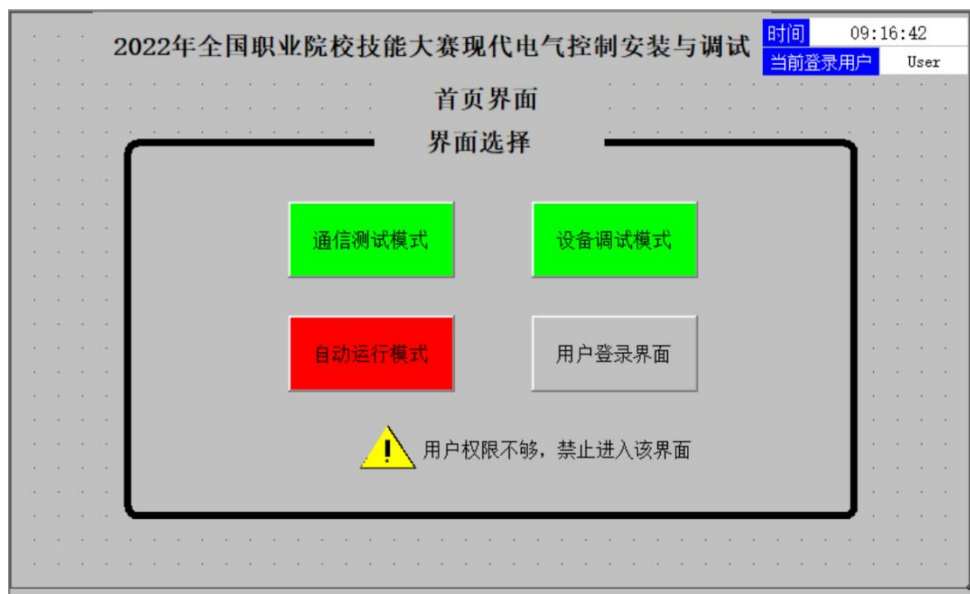 2022年全国职业院校技能大赛现代电气控制安装与调试
时间 09:16:42
当前登录用户 User
首页界面
界面选择
通信测试模式 设备调试模式
自动运行模式 用户登录界面
用户权限不够，禁止进入该界面